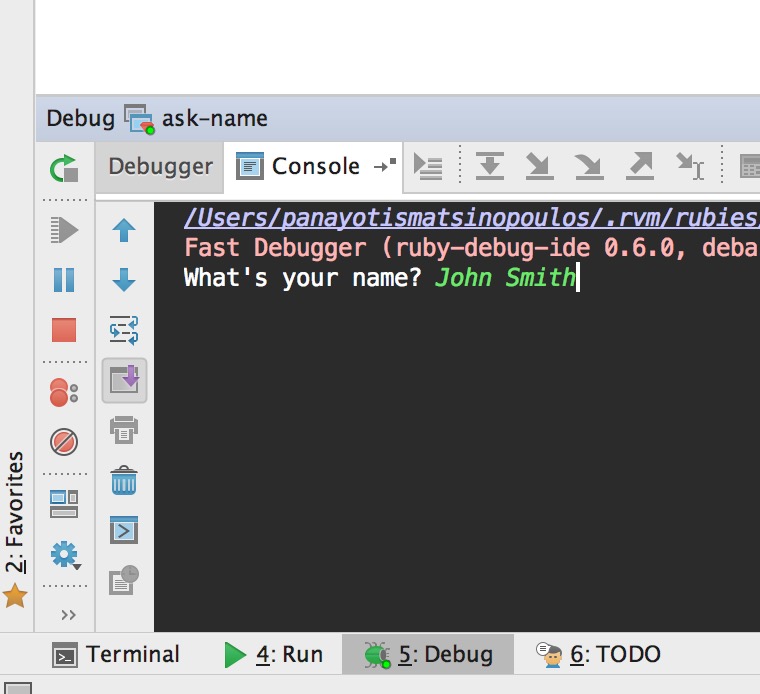 Debug ask-name
Debugger Console
/Users/panayotismatsinopoulos/.rvm/rubies
Fast Debugger (ruby-debug-ide 0.6.0, deba
What's your name? John Smith
2: Favorites
Terminal 4: Run 5: Debug 6: TODO